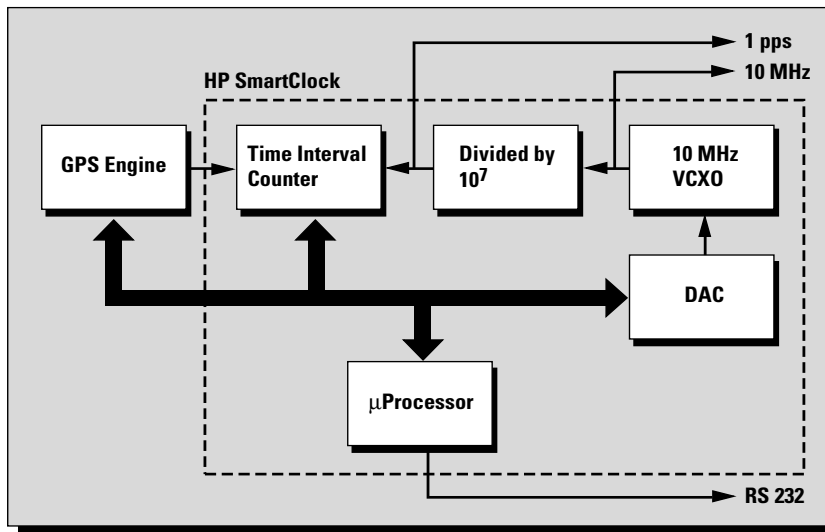 1 pps
10 MHz
HP SmartClock
GPS Engine
Time Interval
Counter
Divided by
10⁷
10 MHz
VCXO
DAC
µProcessor
RS 232